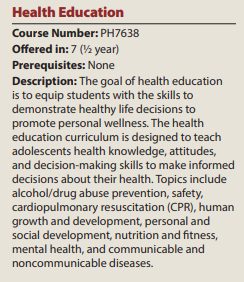 Health Education
Course Number: PH7638
Offered in: 7 (½ year)
Prerequisites: None
Description: The goal of health education
is to equip students with the skills to
demonstrate healthy life decisions to
promote personal wellness. The health
education curriculum is designed to teach
adolescents health knowledge, attitudes,
and decision-making skills to make informed
decisions about their health. Topics include
alcohol/drug abuse prevention, safety,
cardiopulmonary resuscitation (CPR), human
growth and development, personal and
social development, nutrition and fitness,
mental health, and communicable and
noncommunicable diseases.